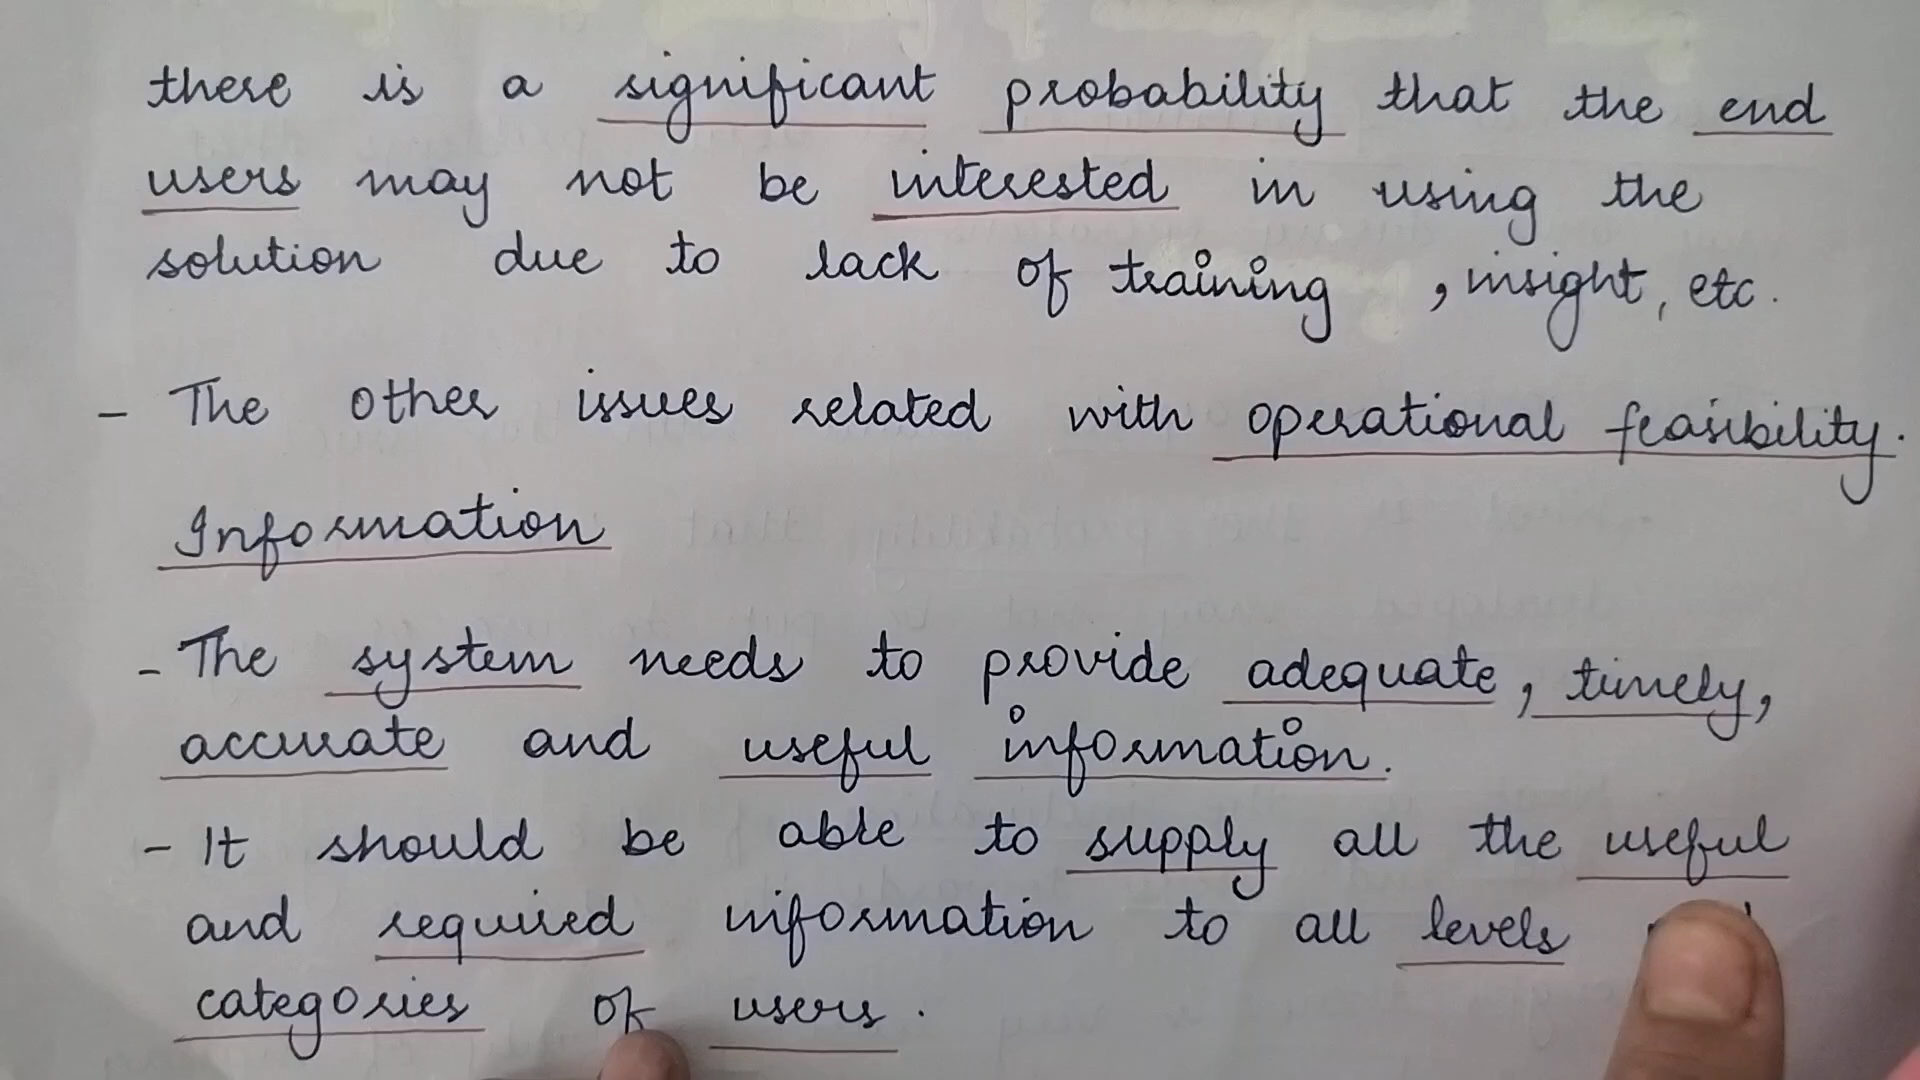 there is a significant probability that the end
users may not be interested in using the
solution due to lack of training , insight, etc.
- The other issues related with operational feasibility.
Information
- The system needs to provide adequate, timely,
accurate and useful information.
- It should be able to supply all the useful
and required information to all levels
categories of users.